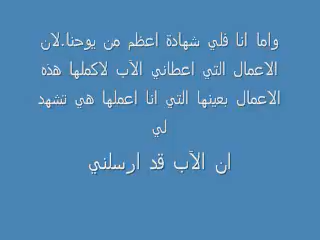 واما انا فلي شهادة اعظم من يوحنا.لان
الاعمال التي اعطاني الآب لاكملها هذه
الاعمال بعينها التي انا اعملها هي تشهد
لي
ان الآب قد ارسلني